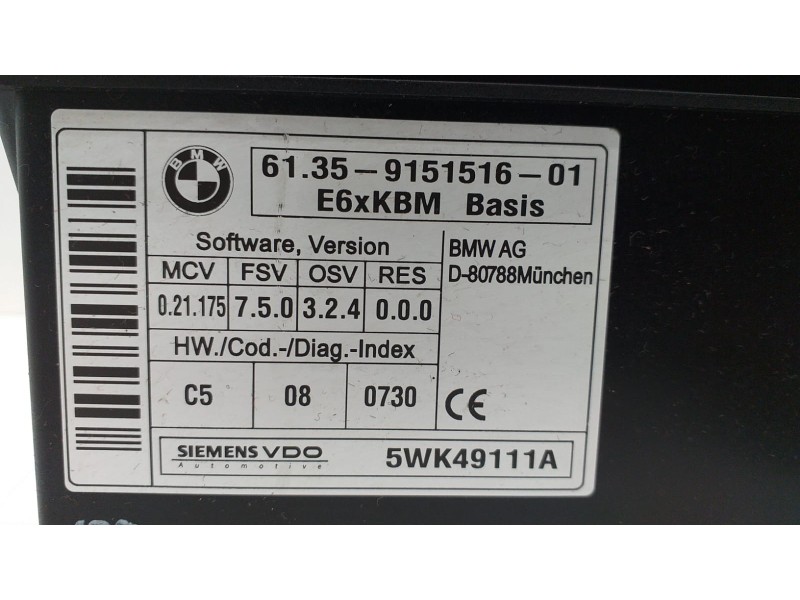 BMW
61.35-9151516-01
E6xKBM Basis
Software, Version
MCV FSV OSV RES
0.21.175 7.5.0 3.2.4 0.0.0
HW./Cod.-/Diag.-Index
C5 08 0730
BMW AG
D-80788München
CE
SIEMENS VDO
Automotive
5WK49111A